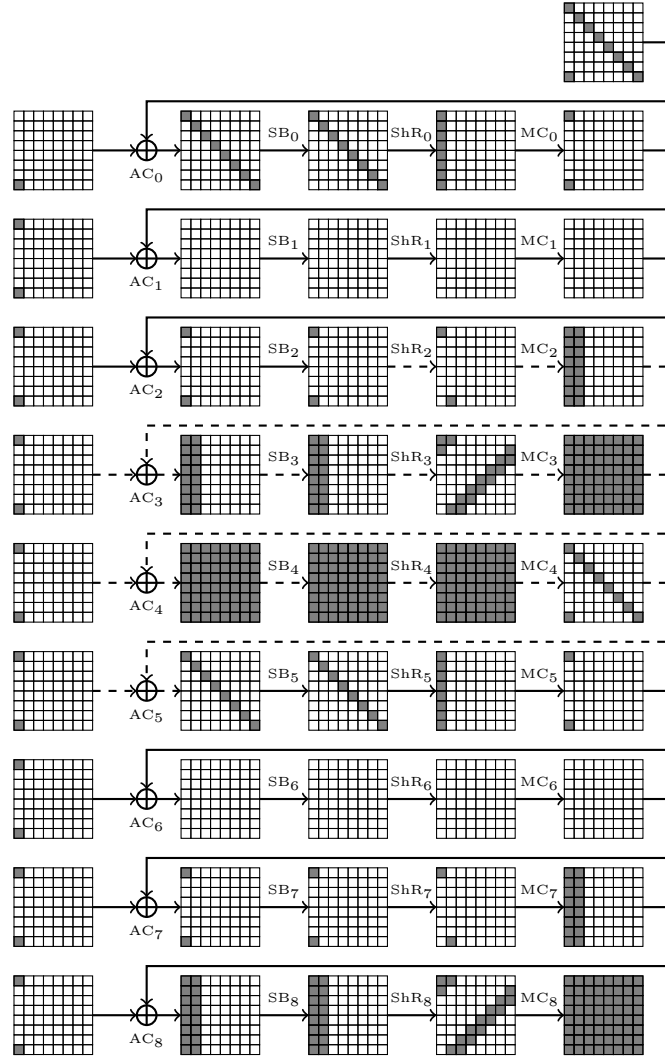 SB₀ ShR₀ MC₀
AC₀
SB₁ ShR₁ MC₁
AC₁
SB₂ ShR₂ MC₂
AC₂
SB₃ ShR₃ MC₃
AC₃
SB₄ ShR₄ MC₄
AC₄
SB₅ ShR₅ MC₅
AC₅
SB₆ ShR₆ MC₆
AC₆
SB₇ ShR₇ MC₇
AC₇
SB₈ ShR₈ MC₈
AC₈